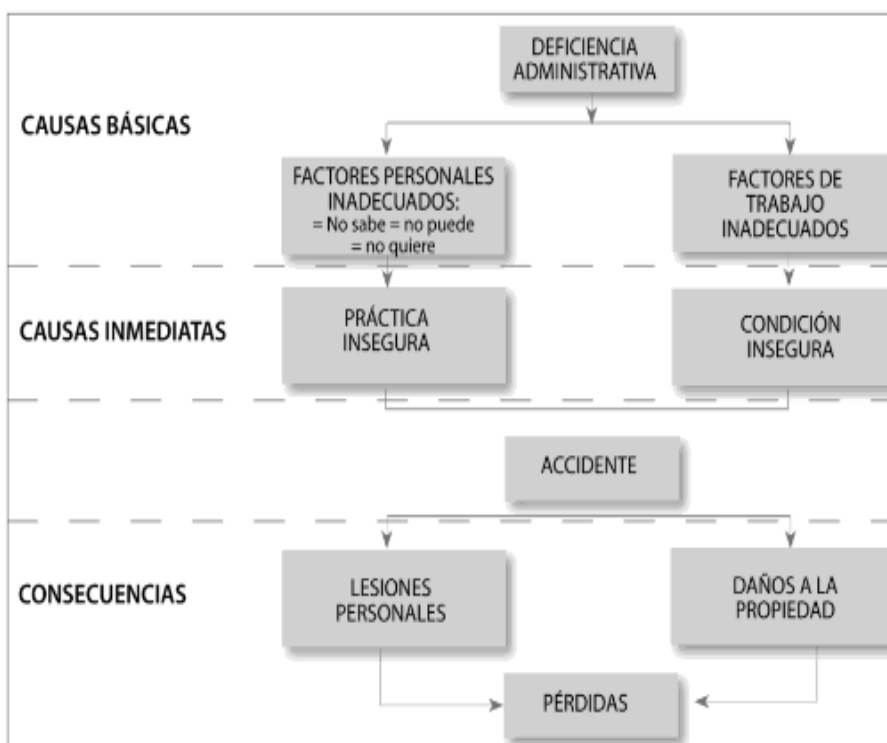 DEFICIENCIA
ADMINISTRATIVA
CAUSAS BÁSICAS
FACTORES PERSONALES
INADECUADOS:
= No sabe = no puede
= no quiere
FACTORES DE
TRABAJO
INADECUADOS
CAUSAS INMEDIATAS
PRÁCTICA
INSEGURA
CONDICIÓN
INSEGURA
ACCIDENTE
CONSECUENCIAS
LESIONES
PERSONALES
DAÑOS A LA
PROPIEDAD
PÉRDIDAS